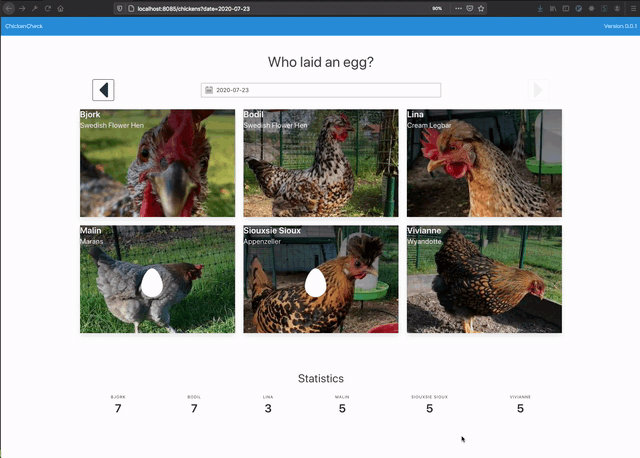 localhost:8085/chickens?date=2020-07-23
90%
ChickenCheck
Version 0.0.1
Who laid an egg?
2020-07-23
Bjork
Swedish Flower Hen
Bodil
Swedish Flower Hen
Lina
Cream Legbar
Malin
Marans
Siouxsie Sioux
Appenzeller
Vivianne
Wyandotte
Statistics
BJORK
BODIL
LINA
MALIN
SIOUXSIE SIOUX
VIVIANNE
7
7
3
5
5
5